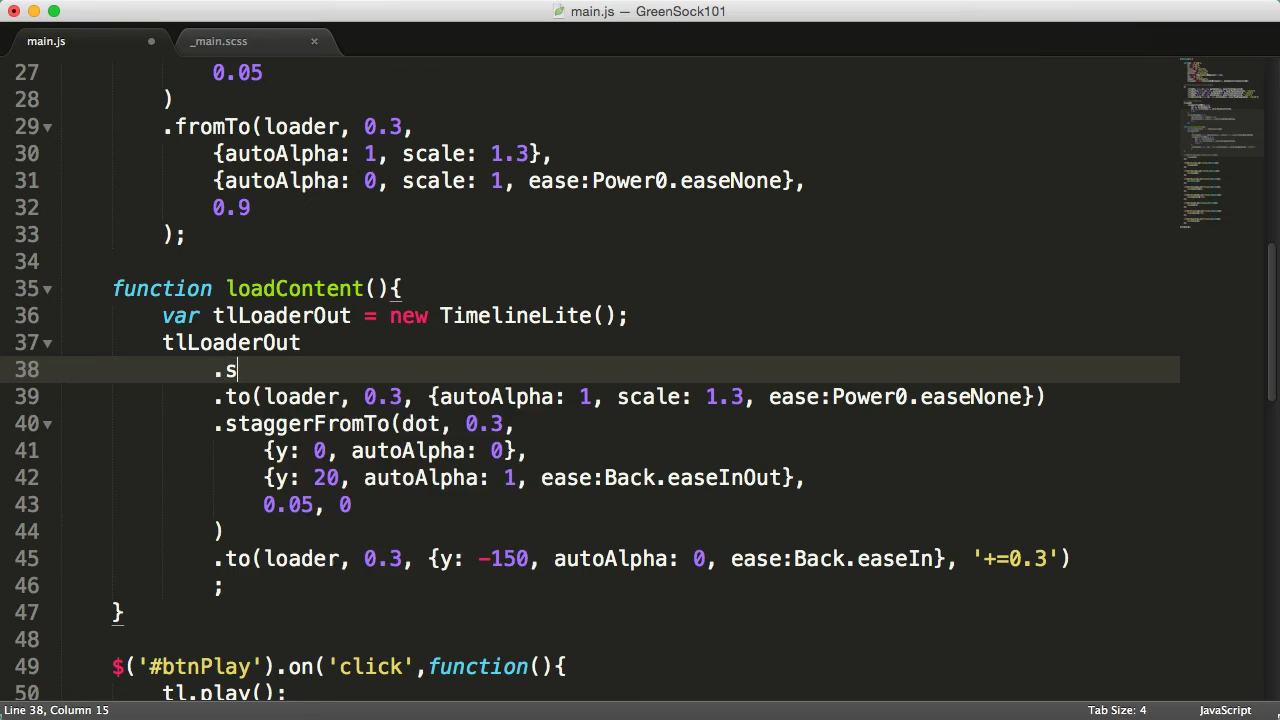 main.js — GreenSock101
main.js
_main.scss ×
27 0.05
28 )
29 .fromTo(loader, 0.3,
30 {autoAlpha: 1, scale: 1.3},
31 {autoAlpha: 0, scale: 1, ease:Power0.easeNone},
32 0.9
33 );
34
35 function loadContent(){
36 var tlLoaderOut = new TimelineLite();
37 tlLoaderOut
38 .s
39 .to(loader, 0.3, {autoAlpha: 1, scale: 1.3, ease:Power0.easeNone})
40 .staggerFromTo(dot, 0.3,
41 {y: 0, autoAlpha: 0},
42 {y: 20, autoAlpha: 1, ease:Back.easeInOut},
43 0.05, 0
44 )
45 .to(loader, 0.3, {y: -150, autoAlpha: 0, ease:Back.easeIn}, '+=0.3')
46 ;
47 }
48
49 $('#btnPlay').on('click',function(){
50 tl.play();
Line 38, Column 15 Tab Size: 4 JavaScript